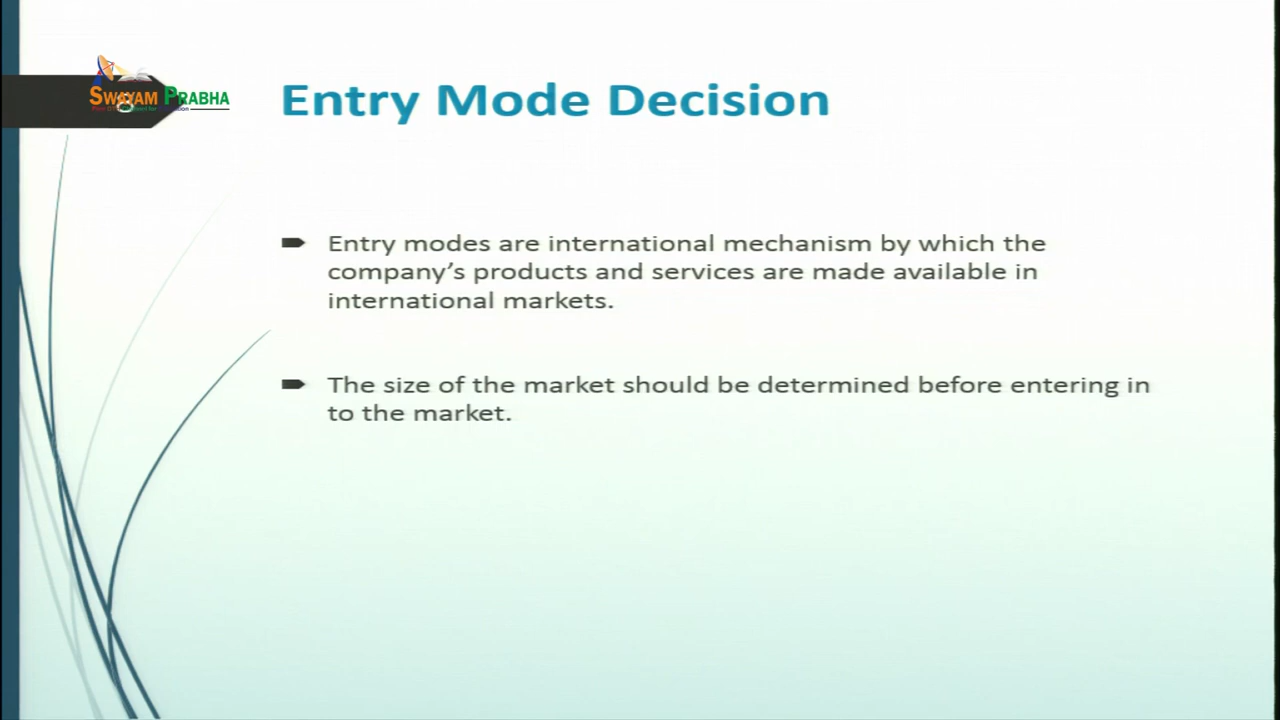 SWAYAM PRABHA
8
Entry Mode Decision
Entry modes are international mechanism by which the
company's products and services are made available in
international markets.
The size of the market should be determined before entering in
to the market.